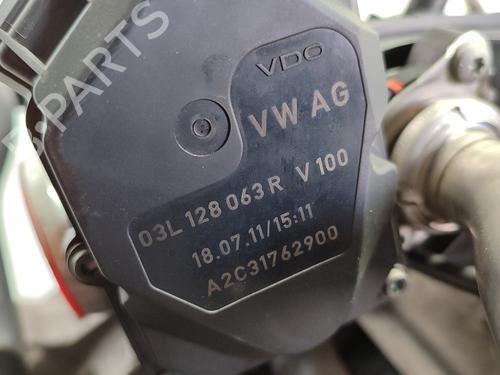 B-PARTS
VDO
VW AG
03L 128 063 R V 100
18.07.11/15:11
A2C31762900